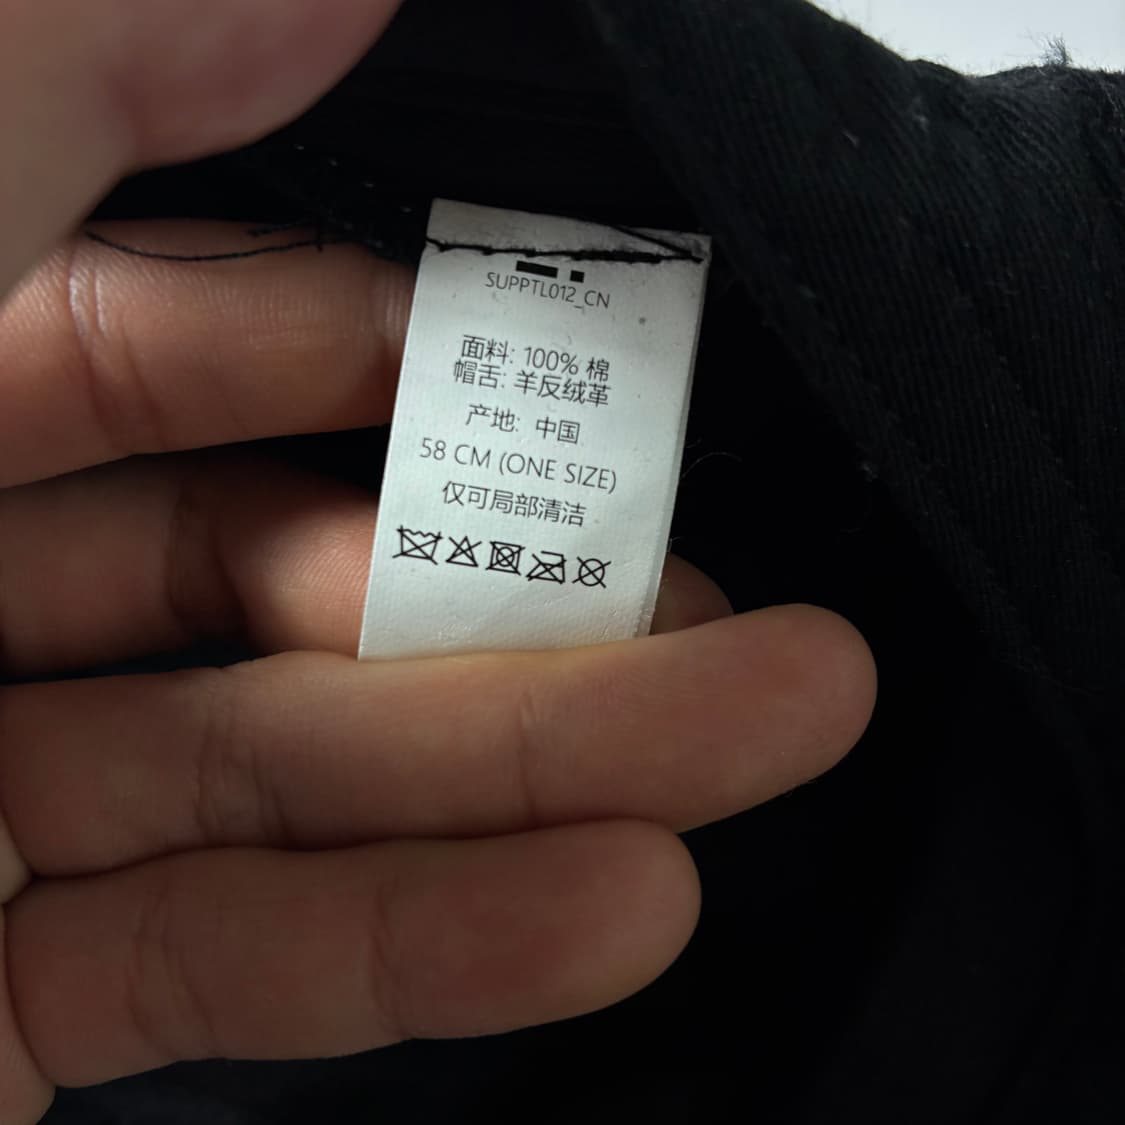 SUPPTL012_CN
面料: 100% 棉
帽舌: 羊反绒革
产地: 中国
58 CM (ONE SIZE)
仅可局部清洁